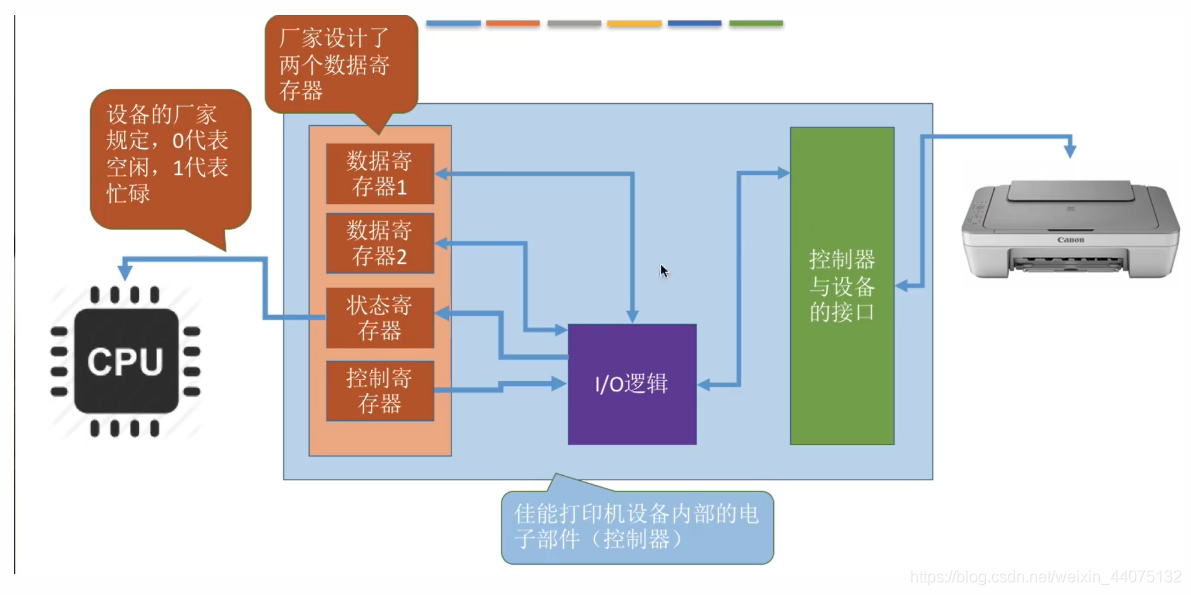 厂家设计了
两个数据寄
存器
设备的厂家
规定，0代表
空闲，1代表
忙碌
数据寄
存器1
数据寄
存器2
状态寄
存器
控制寄
存器
CPU
I/O逻辑
控制器
与设备
的接口
Canon
佳能打印机设备内部的电
子部件（控制器）
https://blog.csdn.net/weixin_44075132